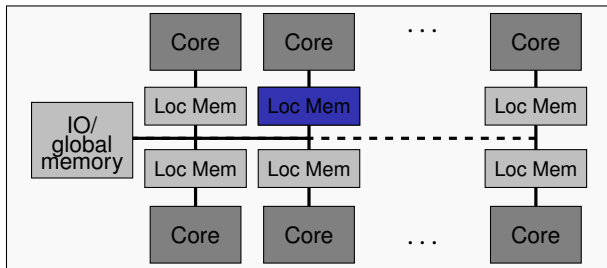 Core Core ... Core
Loc Mem Loc Mem Loc Mem
IO/
global
memory
Loc Mem Loc Mem Loc Mem
Core Core ... Core